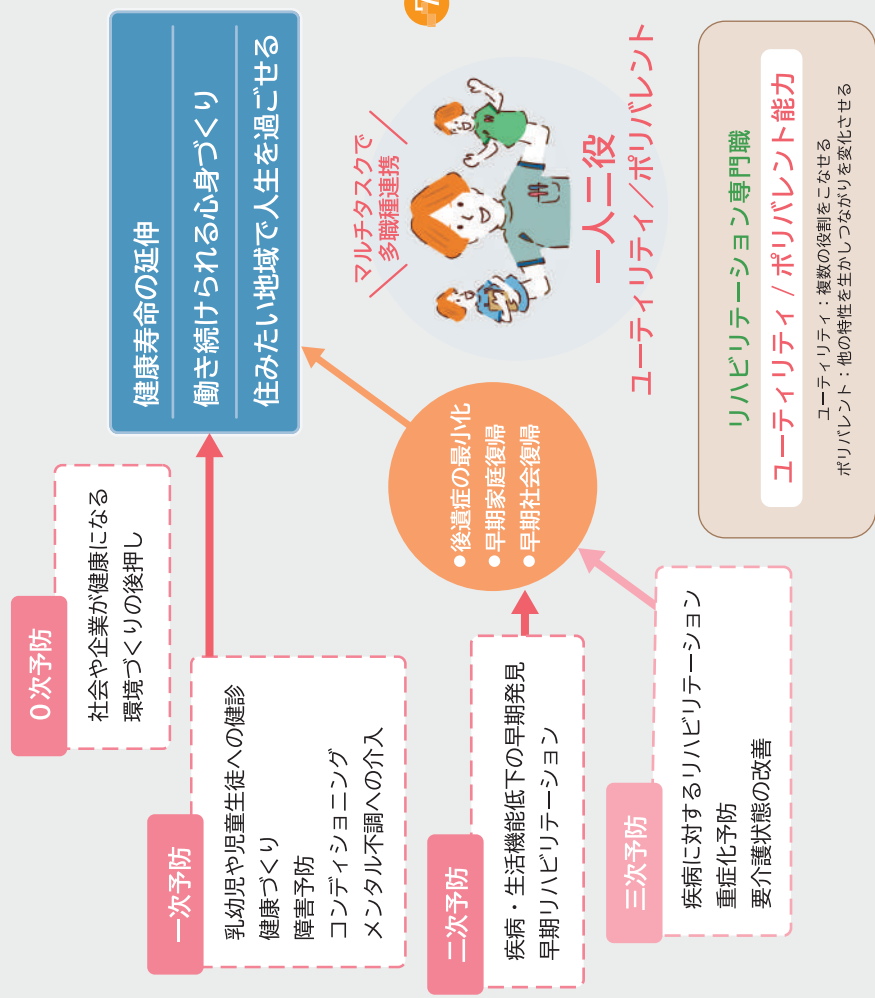 0次予防
社会や企業が健康になる
環境づくりの後押し
一次予防
乳幼児や児童生徒への健診
健康づくり
障害予防
コンディショニング
メンタル不調への介入
二次予防
疾病・生活機能低下の早期発見
早期リハビリテーション
三次予防
疾病に対するリハビリテーション
重症化予防
要介護状態の改善
●後遺症の最小化
●早期家庭復帰
●早期社会復帰
健康寿命の延伸
働き続けられる心身づくり
住みたい地域で人生を過ごせる
マルチタスクで
多職種連携
一人二役
ユーティリティ/ポリバレント
リハビリテーション専門職
ユーティリティ / ポリバレント能力
ユーティリティ：複数の役割をこなせる
ポリバレント：他の特性を生かしつながりを変化させる